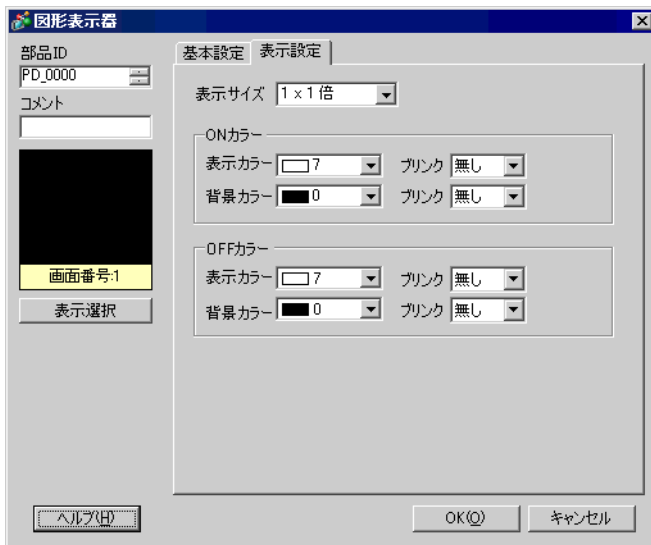 図形表示器
部品ID
PD_0000
コメント
画面番号:1
表示選択
基本設定 表示設定
表示サイズ 1 x 1 倍
ONカラー
表示カラー 7 ブリンク 無し
背景カラー 0 ブリンク 無し
OFFカラー
表示カラー 7 ブリンク 無し
背景カラー 0 ブリンク 無し
ヘルプ(H) OK(O) キャンセル